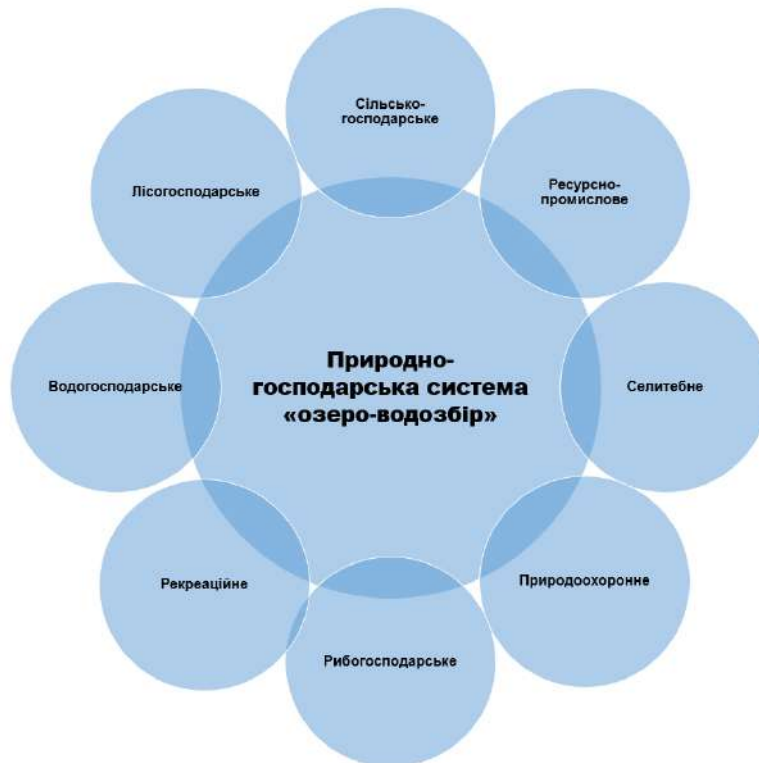 Сільсько-
господарське
Лісогосподарське
Ресурсно-
промислове
Природно-
господарська система
«озеро-водозбір»
Водогосподарське
Селитебне
Рекреаційне
Природоохоронне
Рибогосподарське